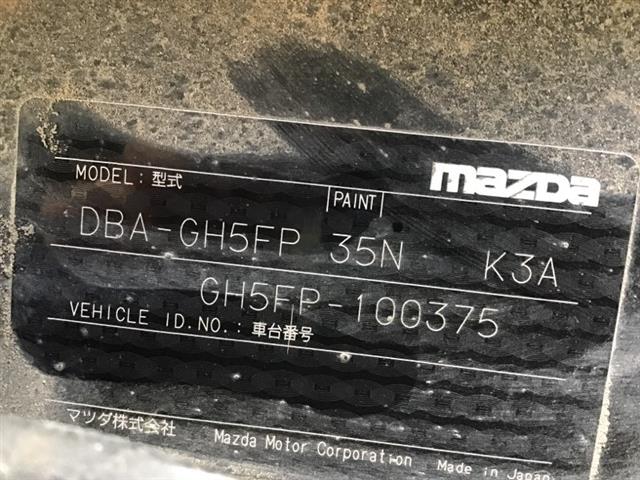 mazda
MODEL: 型式 PAINT
DBA-GH5FP 35N K3A
GH5FP-100375
VEHICLE ID.NO.: 車台番号
マツダ株式会社 Mazda Motor Corporation Made in Japan